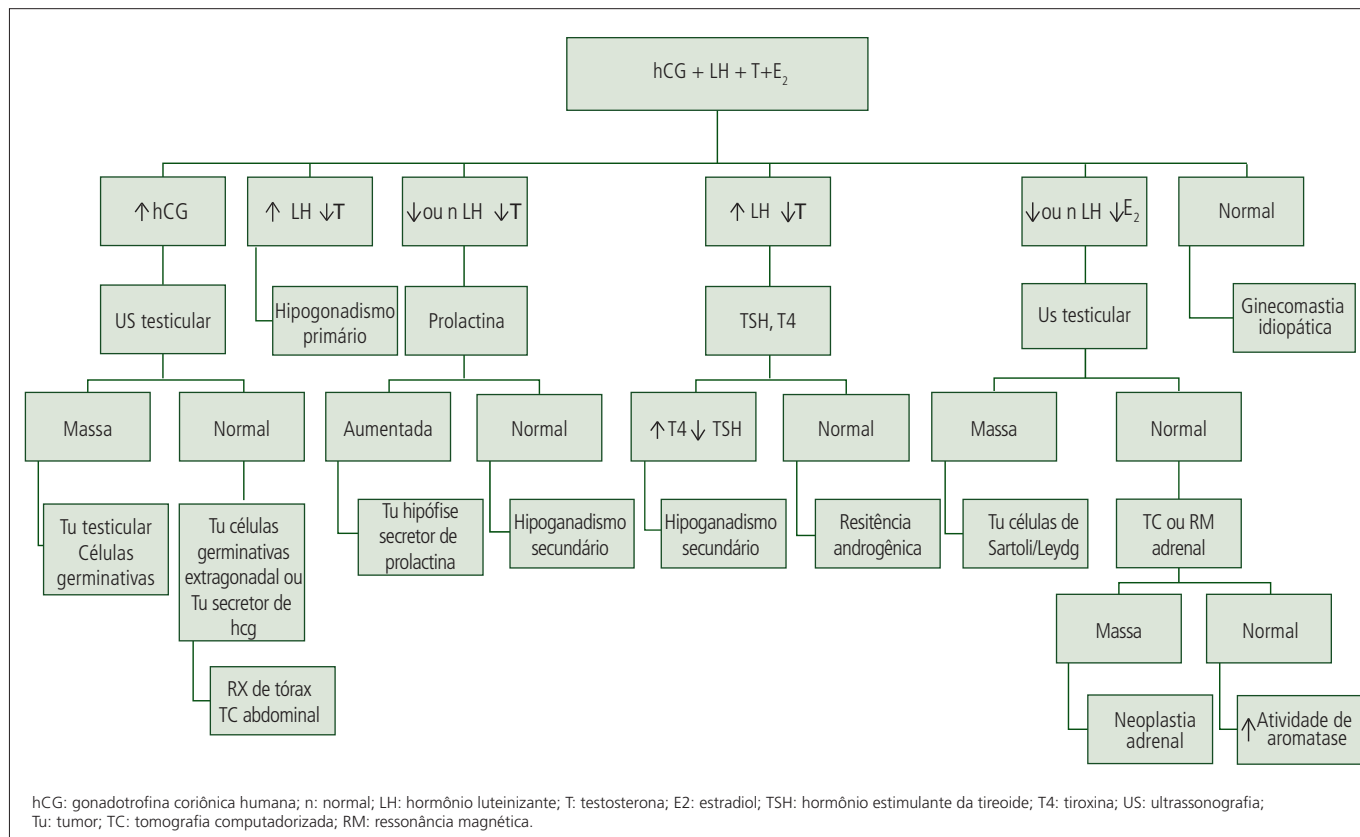 hCG + LH + T+E₂
↑hCG
↑ LH ↓T
↓ou n LH ↓T
↑ LH ↓T
↓ou n LH ↓E₂
Normal
US testicular
Hipogonadismo
primário
Prolactina
TSH, T4
Us testicular
Ginecomastia
idiopática
Massa
Normal
Aumentada
Normal
↑T4↓ TSH
Normal
Massa
Normal
Tu testicular
Células
germinativas
Tu células
germinativas
extragonadal ou
Tu secretor de
hcg
Tu hipófise
secretor de
prolactina
Hipoganadismo
secundário
Hipoganadismo
secundário
Resitência
androgênica
Tu células de
Sartoli/Leydg
TC ou RM
adrenal
RX de tórax
TC abdominal
Massa
Normal
Neoplastia
adrenal
↑Atividade de
aromatase
hCG: gonadotrofina coriônica humana; n: normal; LH: hormônio luteinizante; T: testosterona; E2: estradiol; TSH: hormônio estimulante da tireoide; T4: tiroxina; US: ultrassonografia;
Tu: tumor; TC: tomografia computadorizada; RM: ressonância magnética.